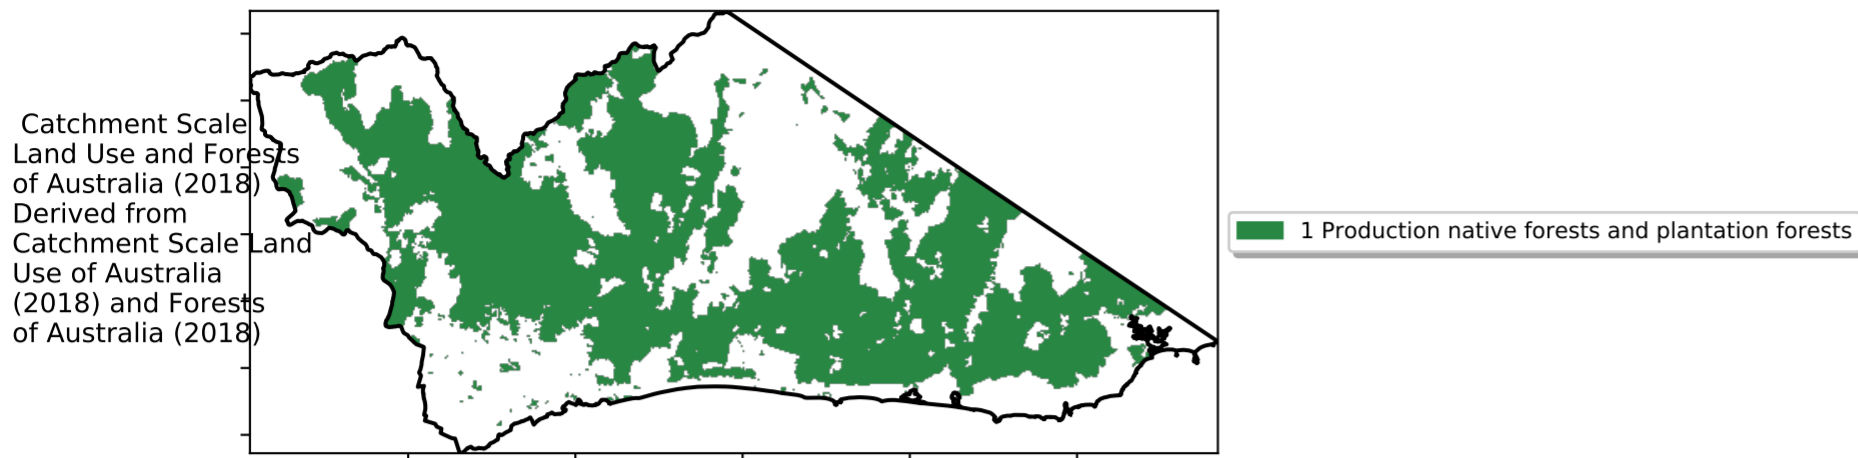 Catchment Scale
Land Use and Forests
of Australia (2018)
Derived from
Catchment Scale Land
Use of Australia
(2018) and Forests
of Australia (2018)
1 Production native forests and plantation forests